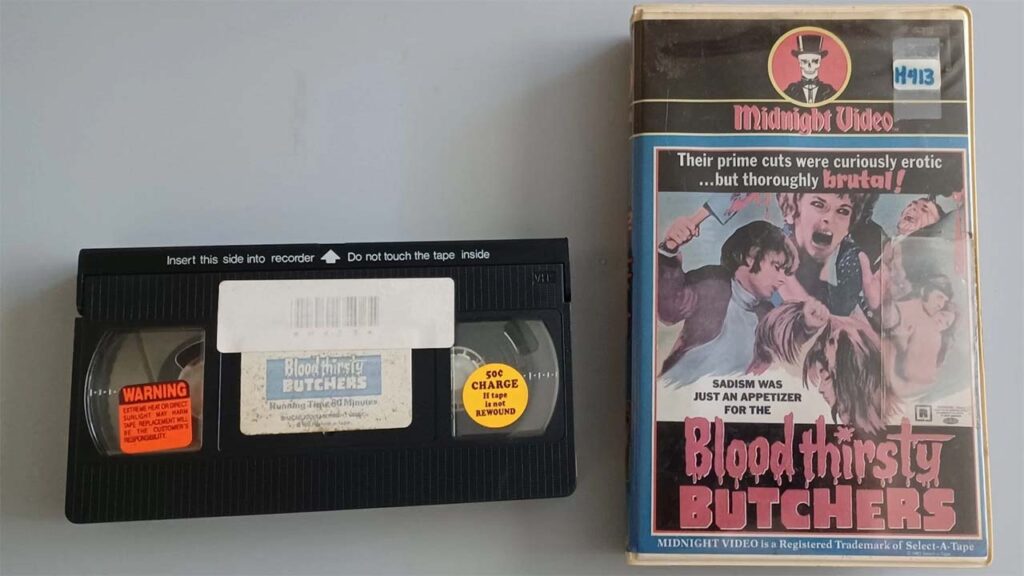 Insert this side into recorder Do not touch the tape inside
VHS
WARNING
EXTREME HEAT OR DIRECT
SUNLIGHT MAY HARM
TAPE REPLACEMENT WILL
BE THE CUSTOMER'S
RESPONSIBILITY.
Blood thirsty
BUTCHERS
Running Time 80 Minutes
50¢
CHARGE
If tape
is not
REWOUND
H413
Midnight Video
Their prime cuts were curiously erotic
...but thoroughly brutal!
SADISM WAS
JUST AN APPETIZER
FOR THE
Blood thirsty
BUTCHERS
R
MIDNIGHT VIDEO is a Registered Trademark of Select-A-Tape